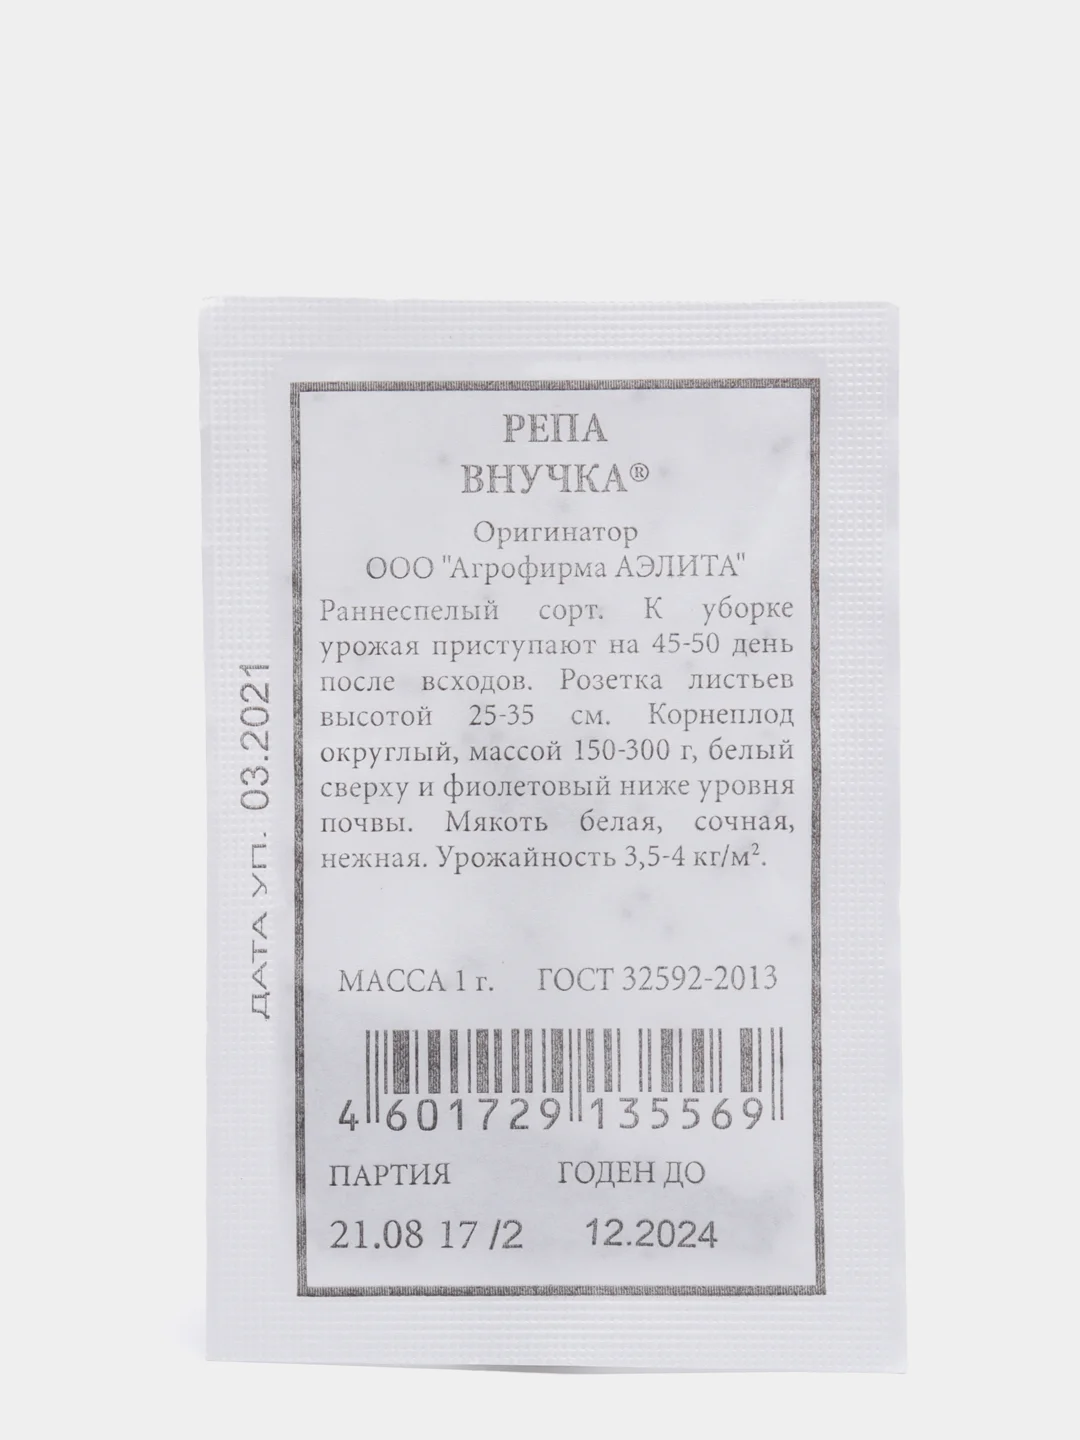 РЕПА
ВНУЧКА®
Оригинатор
ООО "Агрофирма АЭЛИТА"
Раннеспелый сорт. К уборке
урожая приступают на 45-50 день
после всходов. Розетка листьев
высотой 25-35 см. Корнеплод
округлый, массой 150-300 г, белый
сверху и фиолетовый ниже уровня
почвы. Мякоть белая, сочная,
нежная. Урожайность 3,5-4 кг/м².
МАССА 1 г. ГОСТ 32592-2013
4 601729 135569
ПАРТИЯ ГОДЕН ДО
21.08 17 /2 12.2024
ДАТА УП. 03.2021